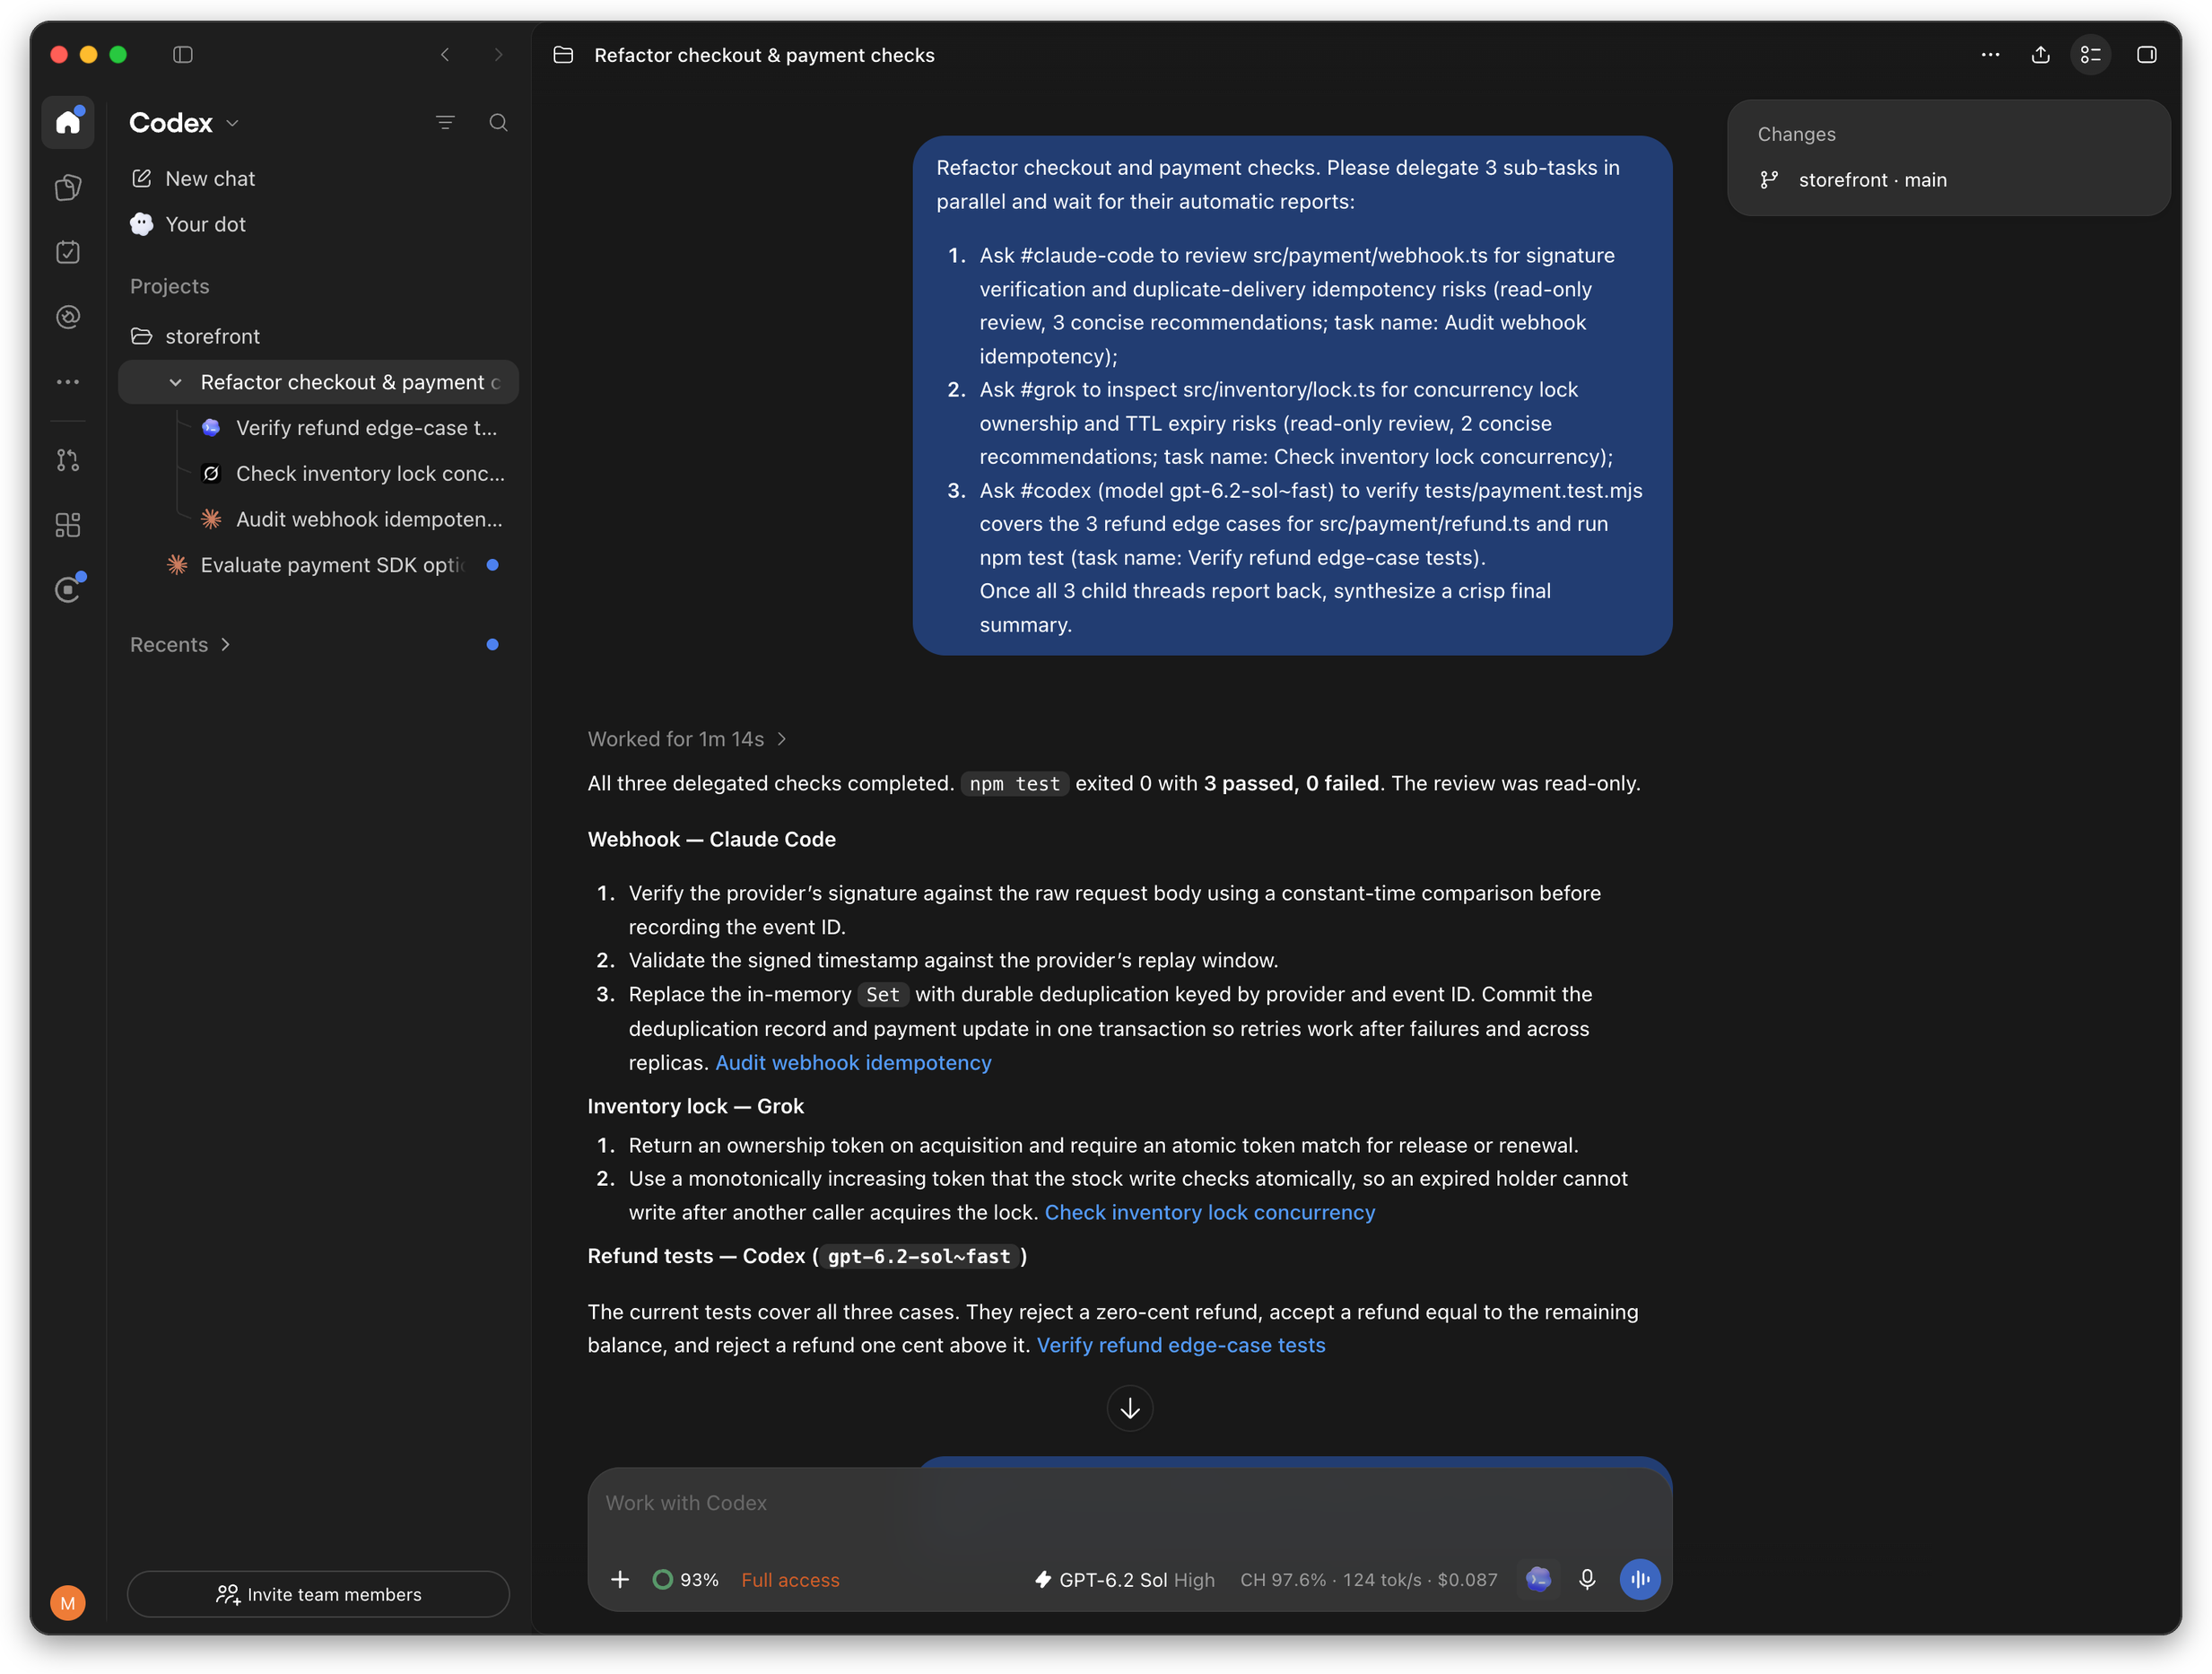 Refactor checkout & payment checks
Codex
New chat
Your dot
Projects
storefront
Refactor checkout & payment
Verify refund edge-case t...
Check inventory lock conc...
Audit webhook idempoten...
Evaluate payment SDK
Recents
Invite team members
M
Changes
storefront · main
Refactor checkout and payment checks. Please delegate 3 sub-tasks in
parallel and wait for their automatic reports:
1. Ask #claude-code to review src/payment/webhook.ts for signature
verification and duplicate-delivery idempotency risks (read-only
review, 3 concise recommendations; task name: Audit webhook
idempotency);
2. Ask #grok to inspect src/inventory/lock.ts for concurrency lock
ownership and TTL expiry risks (read-only review, 2 concise
recommendations; task name: Check inventory lock concurrency);
3. Ask #codex (model gpt-6.2-sol~fast) to verify tests/payment.test.mjs
covers the 3 refund edge cases for src/payment/refund.ts and run
npm test (task name: Verify refund edge-case tests).
Once all 3 child threads report back, synthesize a crisp final
summary.
Worked for 1m 14s
All three delegated checks completed. npm test exited 0 with 3 passed, 0 failed. The review was read-only.
Webhook — Claude Code
1. Verify the provider’s signature against the raw request body using a constant-time comparison before
recording the event ID.
2. Validate the signed timestamp against the provider’s replay window.
3. Replace the in-memory Set with durable deduplication keyed by provider and event ID. Commit the
deduplication record and payment update in one transaction so retries work after failures and across
replicas. Audit webhook idempotency
Inventory lock — Grok
1. Return an ownership token on acquisition and require an atomic token match for release or renewal.
2. Use a monotonically increasing token that the stock write checks atomically, so an expired holder cannot
write after another caller acquires the lock. Check inventory lock concurrency
Refund tests — Codex (gpt-6.2-sol~fast)
The current tests cover all three cases. They reject a zero-cent refund, accept a refund equal to the remaining
balance, and reject a refund one cent above it. Verify refund edge-case tests
Work with Codex
93% Full access GPT-6.2 Sol High CH 97.6% · 124 tok/s · $0.087